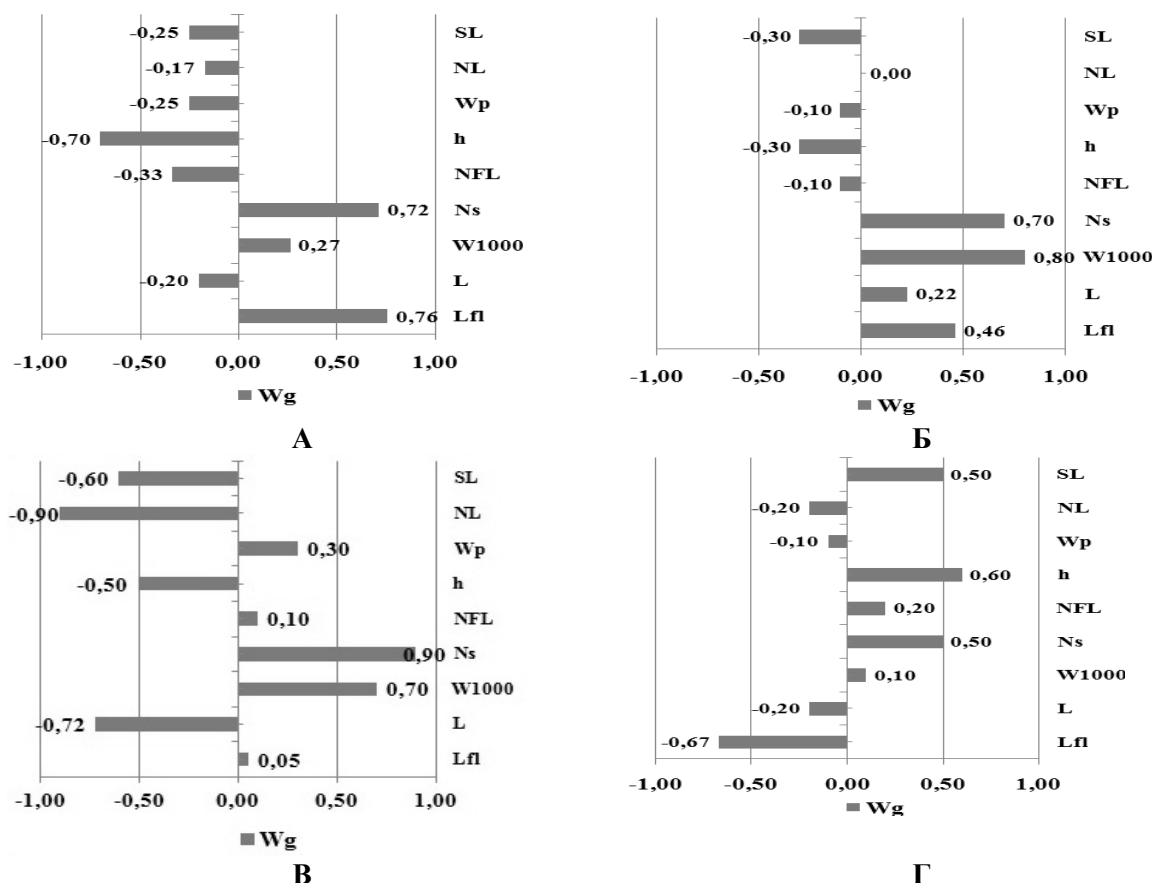 -0,25 SL
-0,17 NL
-0,25 Wp
-0,70 h
-0,33 NFL
0,72 Ns
0,27 W1000
-0,20 L
0,76 Lfl
-1,00 -0,50 0,00 0,50 1,00
Wg
А
-0,30 SL
0,00 NL
-0,10 Wp
-0,30 h
-0,10 NFL
0,70 Ns
0,80 W1000
0,22 L
0,46 Lfl
-1,00 -0,50 0,00 0,50 1,00
Wg
Б
-0,60 SL
-0,90 NL
0,30 Wp
-0,50 h
0,10 NFL
0,90 Ns
0,70 W1000
-0,72 L
0,05 Lfl
-1,00 -0,50 0,00 0,50 1,00
Wg
В
0,50 SL
-0,20 NL
-0,10 Wp
0,60 h
0,20 NFL
0,50 Ns
0,10 W1000
-0,20 L
-0,67 Lfl
-1,00 -0,50 0,00 0,50 1,00
Wg
Г